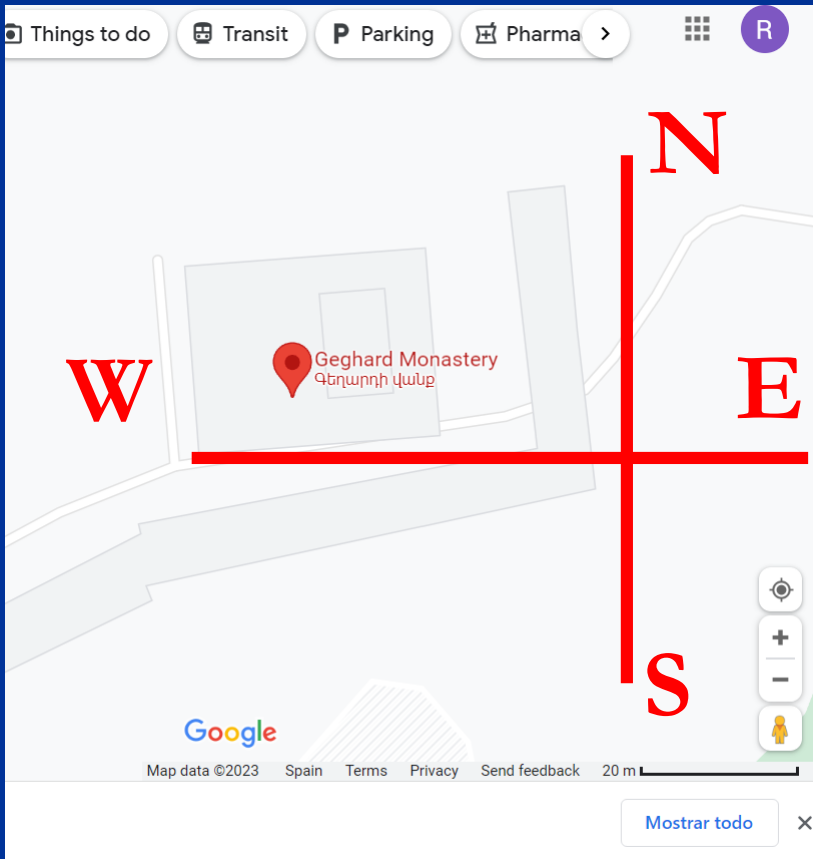 Things to do Transit P Parking Pharma R
N
Geghard Monastery
Գեղարդի վանք
W E
S
Google
Map data ©2023 Spain Terms Privacy Send feedback 20 m
Mostrar todo